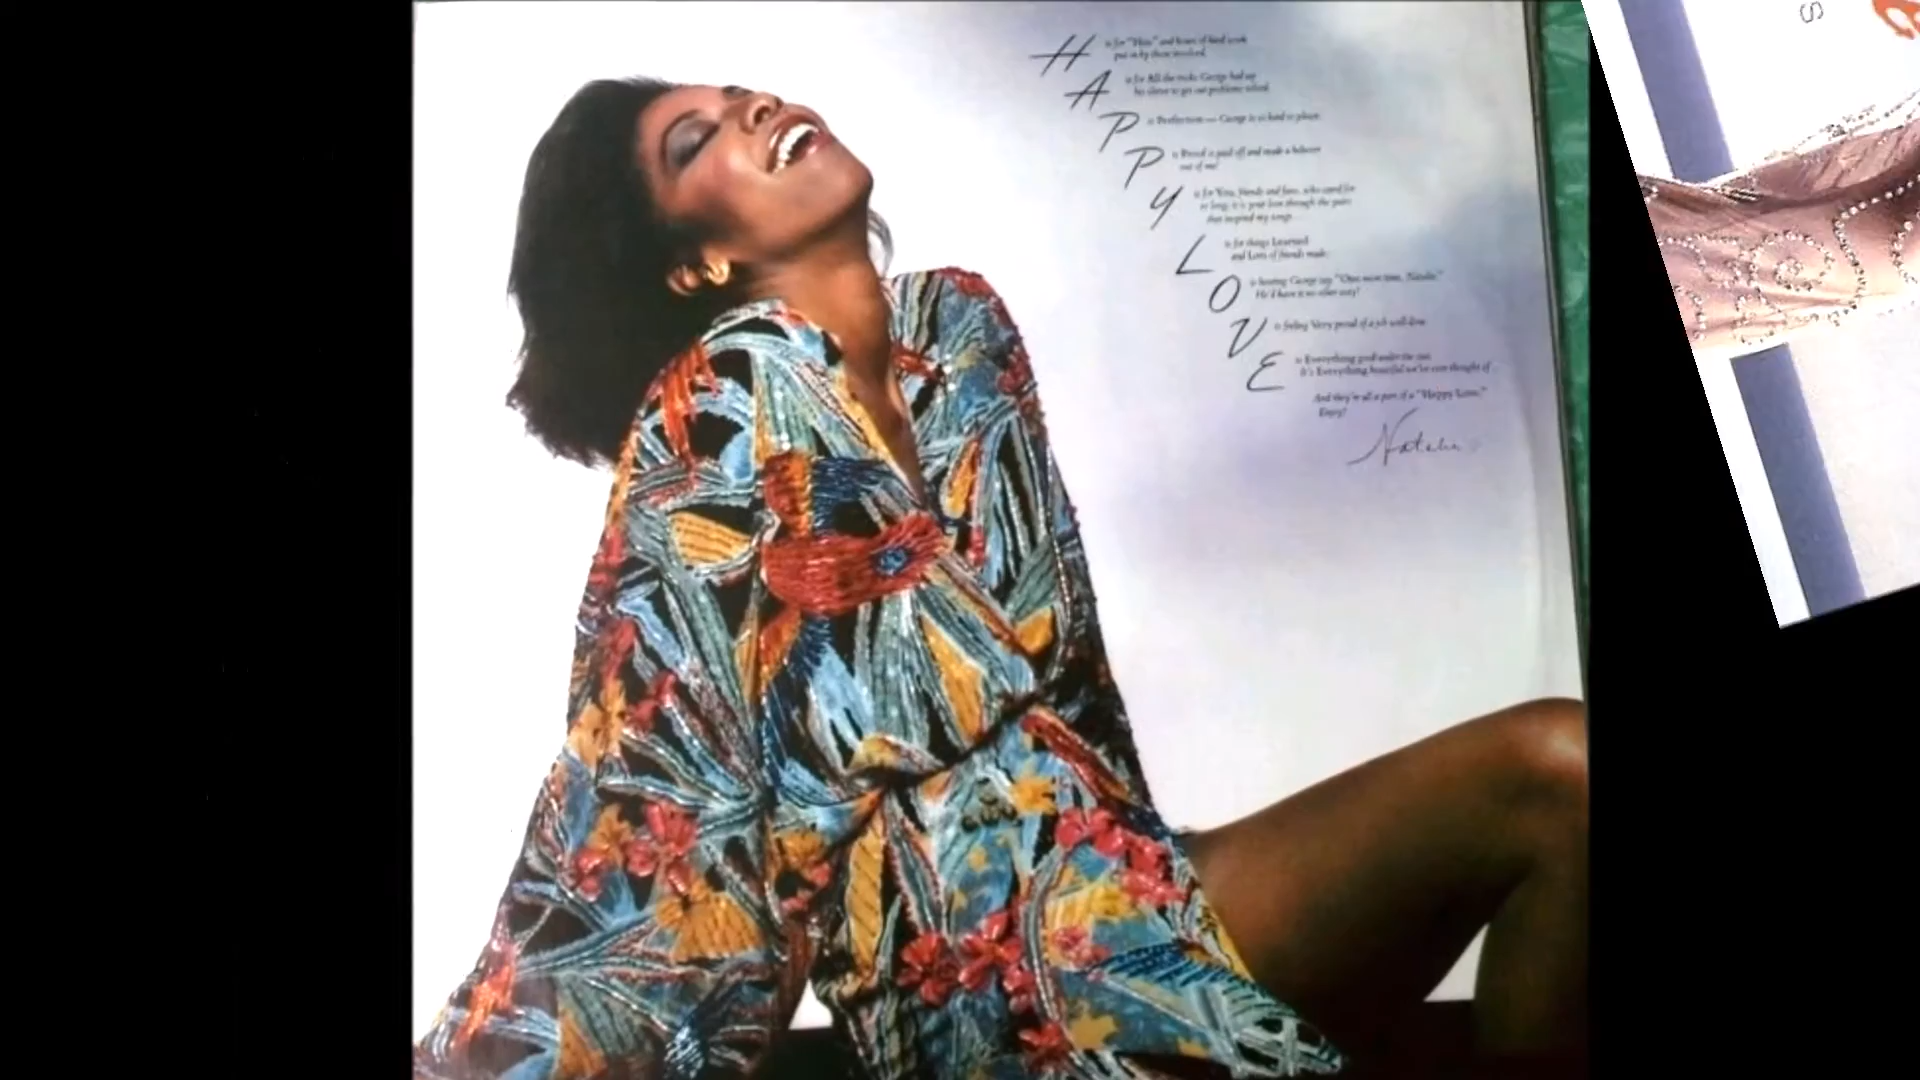 H is for "Hits" and hours of hard work
put in by those involved.
A is for All the tricks George had up
his sleeve to get our problems solved.
P is Perfection — George is so hard to please.
P is Proud it paid off and made a believer
out of me!
Y is for You, friends and fans, who cared for
so long; it is your love through the years
that inspired my songs.
L is for things Learned
and Lots of friends made.
O is hearing George say "One more time, Natalie."
He'd have it no other way!
V is feeling Very proud of a job well done.
E is Everything good under the sun.
It's Everything beautiful we've ever thought of.
And they're all a part of a "Happy Love."
Enjoy!
Natalie
S